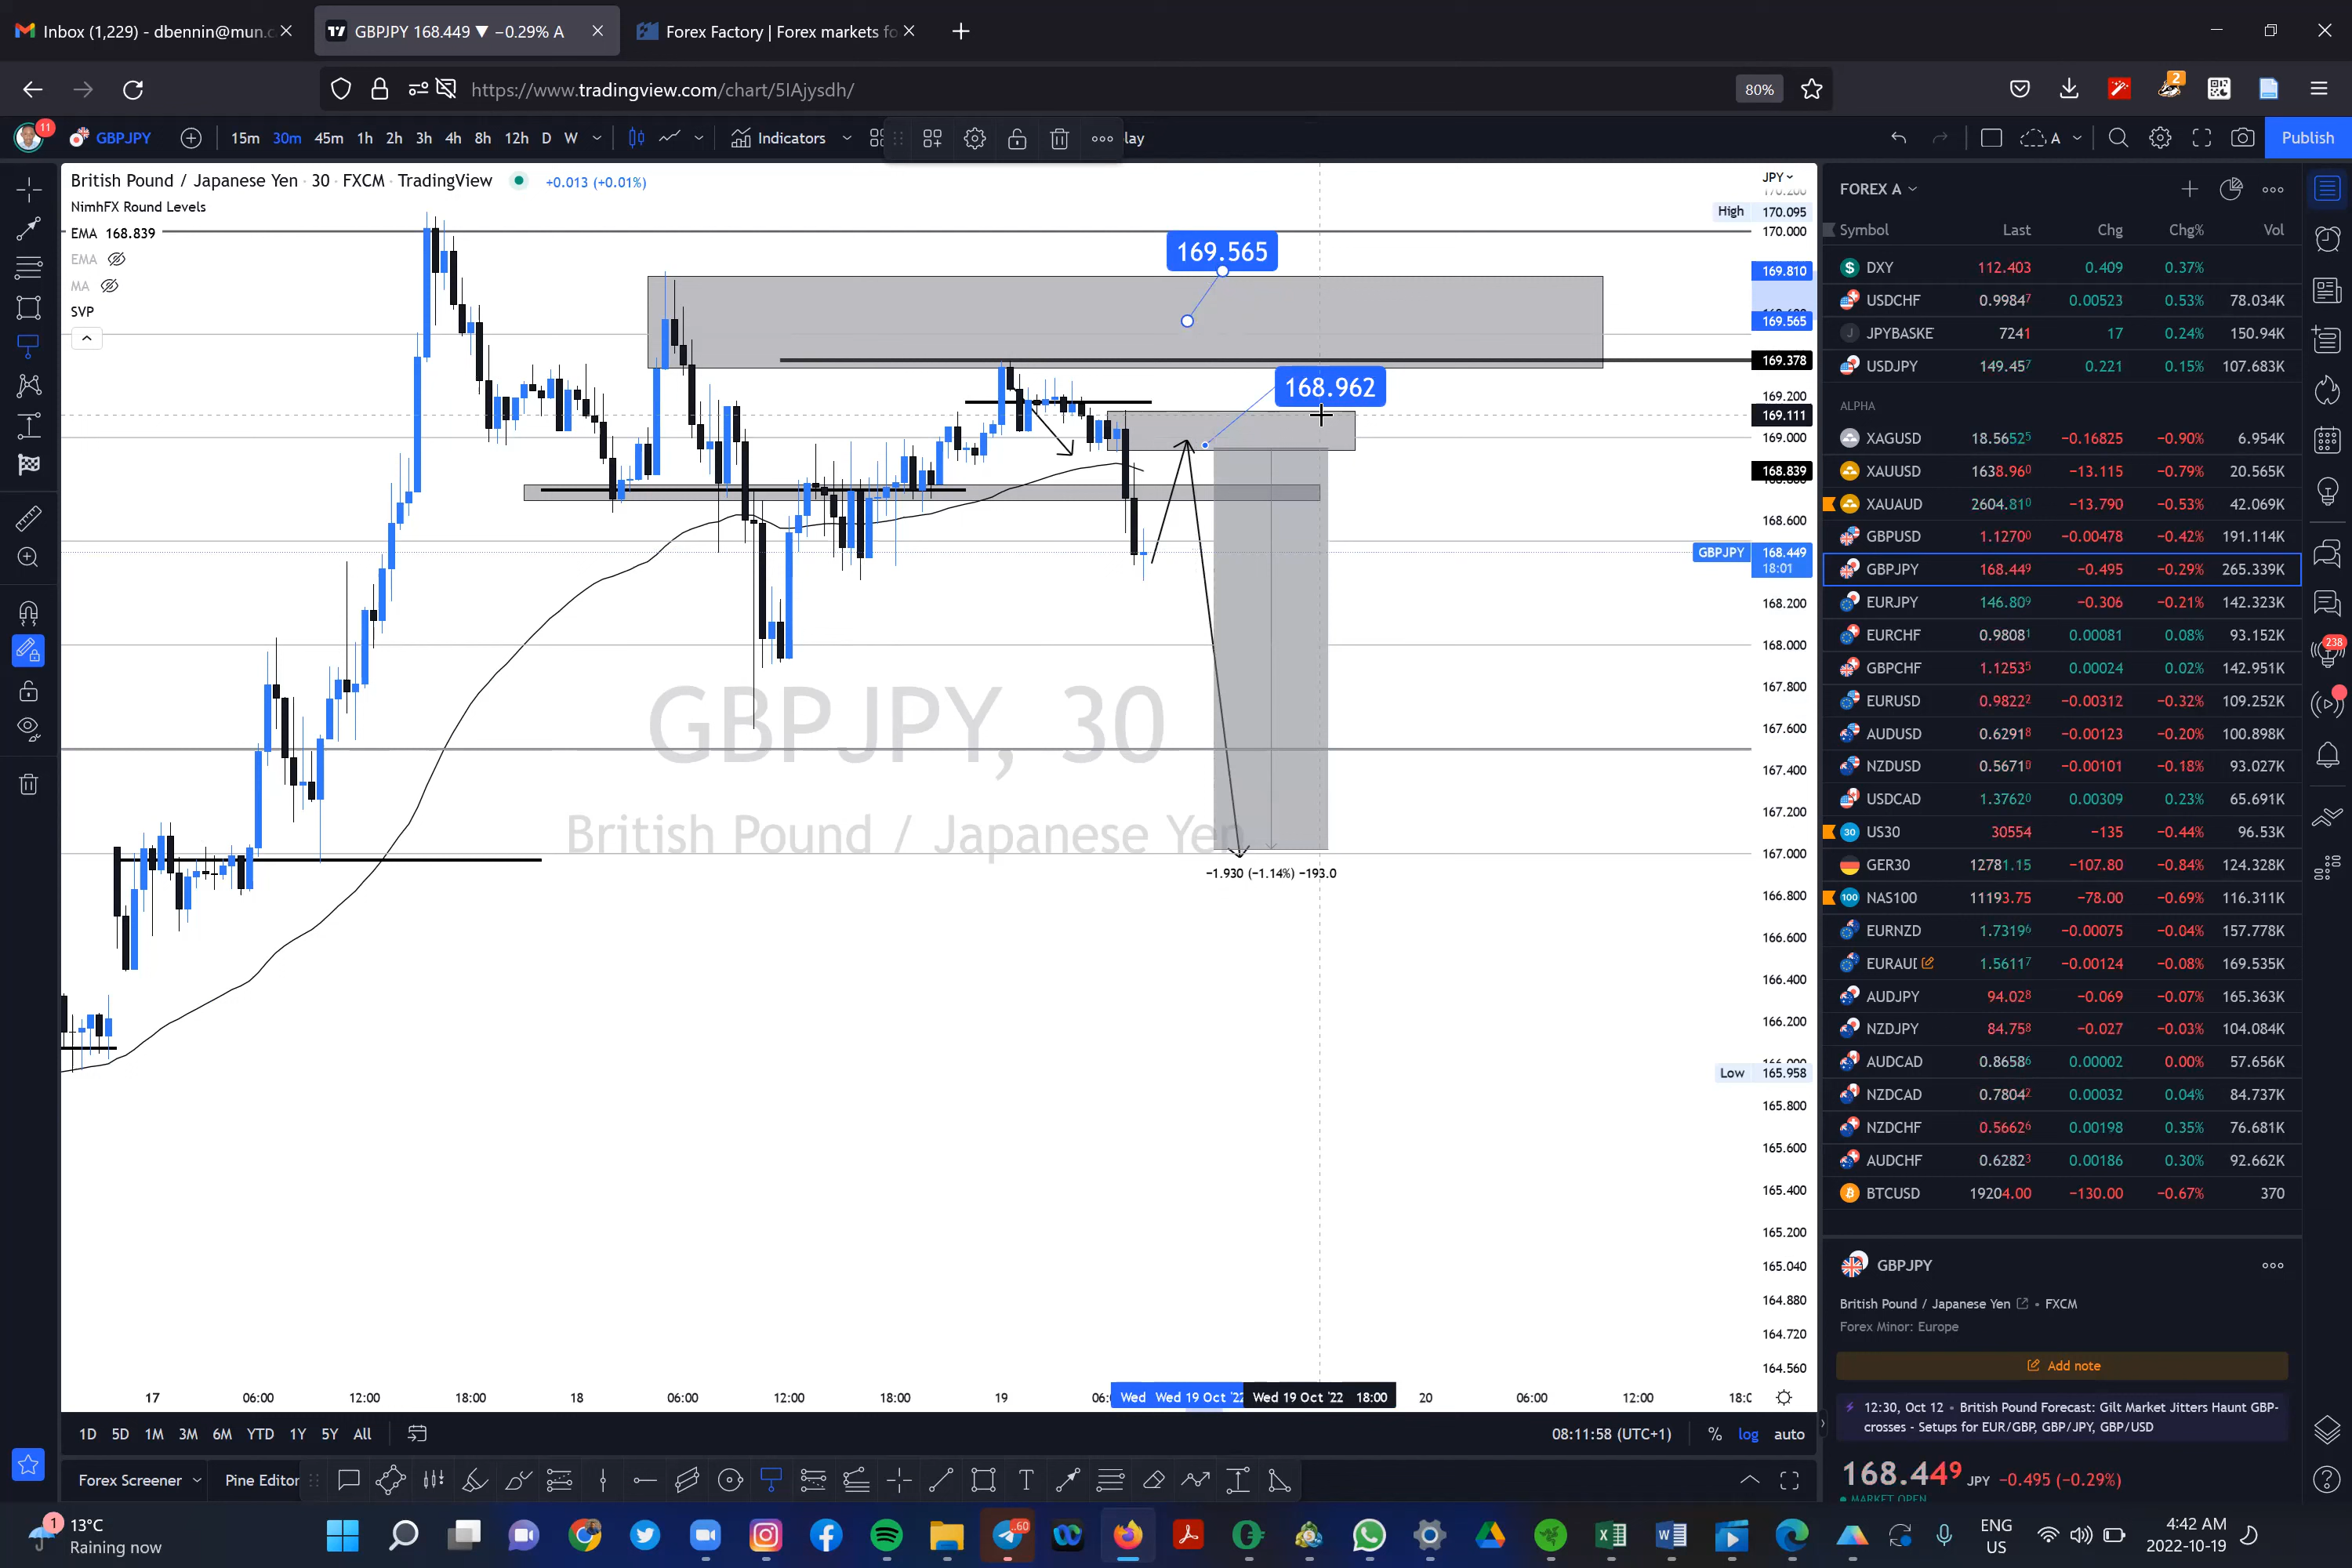 Inbox (1,229) - dbennin@mun.c
GBPJPY 168.449 ▼ −0.29% A
Forex Factory | Forex markets fo
https://www.tradingview.com/chart/5IAjysdh/
80%
2
11
GBPJPY
15m 30m 45m 1h 2h 3h 4h 8h 12h D W
Indicators
lay
A
Publish
British Pound / Japanese Yen · 30 · FXCM · TradingView
+0.013 (+0.01%)
NimhFX Round Levels
EMA 168.839
EMA
MA
SVP
JPY
High 170.095
170.000
169.810
169.565
169.378
169.200
169.111
169.000
168.839
168.600
GBPJPY 168.449
18:01
168.200
168.000
167.800
167.600
167.400
167.200
167.000
166.800
166.600
166.400
166.200
Low 165.958
165.800
165.600
165.400
165.200
165.040
164.880
164.720
164.560
169.565
168.962
GBPJPY, 30
British Pound / Japanese Yen
−1.930 (−1.14%) −193.0
17 06:00 12:00 18:00 18 06:00 12:00 18:00 19 06: Wed Wed 19 Oct '22 Wed 19 Oct '22 18:00 20 06:00 12:00 18:0
1D 5D 1M 3M 6M YTD 1Y 5Y All
08:11:58 (UTC+1) % log auto
Forex Screener Pine Editor
FOREX A
Symbol Last Chg Chg% Vol
DXY 112.403 0.409 0.37%
USDCHF 0.99847 0.00523 0.53% 78.034K
JPYBASKE 7241 17 0.24% 150.94K
USDJPY 149.457 0.221 0.15% 107.683K
ALPHA
XAGUSD 18.56525 −0.16825 −0.90% 6.954K
XAUUSD 1638.960 −13.115 −0.79% 20.565K
XAUAUD 2604.810 −13.790 −0.53% 42.069K
GBPUSD 1.12700 −0.00478 −0.42% 191.114K
GBPJPY 168.449 −0.495 −0.29% 265.339K
EURJPY 146.809 −0.306 −0.21% 142.323K
EURCHF 0.98081 0.00081 0.08% 93.152K
GBPCHF 1.12535 0.00024 0.02% 142.951K
EURUSD 0.98222 −0.00312 −0.32% 109.252K
AUDUSD 0.62918 −0.00123 −0.20% 100.898K
NZDUSD 0.56710 −0.00101 −0.18% 93.027K
USDCAD 1.37620 0.00309 0.23% 65.691K
30 US30 30554 −135 −0.44% 96.53K
GER30 12781.15 −107.80 −0.84% 124.328K
100 NAS100 11193.75 −78.00 −0.69% 116.311K
EURNZD 1.73196 −0.00075 −0.04% 157.778K
EURAUD 1.56117 −0.00124 −0.08% 169.535K
AUDJPY 94.028 −0.069 −0.07% 165.363K
NZDJPY 84.758 −0.027 −0.03% 104.084K
AUDCAD 0.86586 0.00002 0.00% 57.656K
NZDCAD 0.78042 0.00032 0.04% 84.737K
NZDCHF 0.56626 0.00198 0.35% 76.681K
AUDCHF 0.62823 0.00186 0.30% 92.662K
BTCUSD 19204.00 −130.00 −0.67% 370
238
GBPJPY
British Pound / Japanese Yen • FXCM
Forex Minor: Europe
Add note
12:30, Oct 12 • British Pound Forecast: Gilt Market Jitters Haunt GBP-
crosses - Setups for EUR/GBP, GBP/JPY, GBP/USD
168.449 JPY −0.495 (−0.29%)
MARKET OPEN
1
13°C
Raining now
.60
ENG
US
4:42 AM
2022-10-19